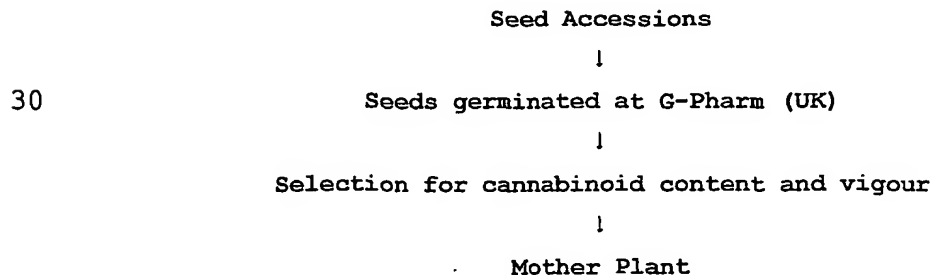 Seed Accessions
↓
30 Seeds germinated at G-Pharm (UK)
↓
Selection for cannabinoid content and vigour
↓
Mother Plant